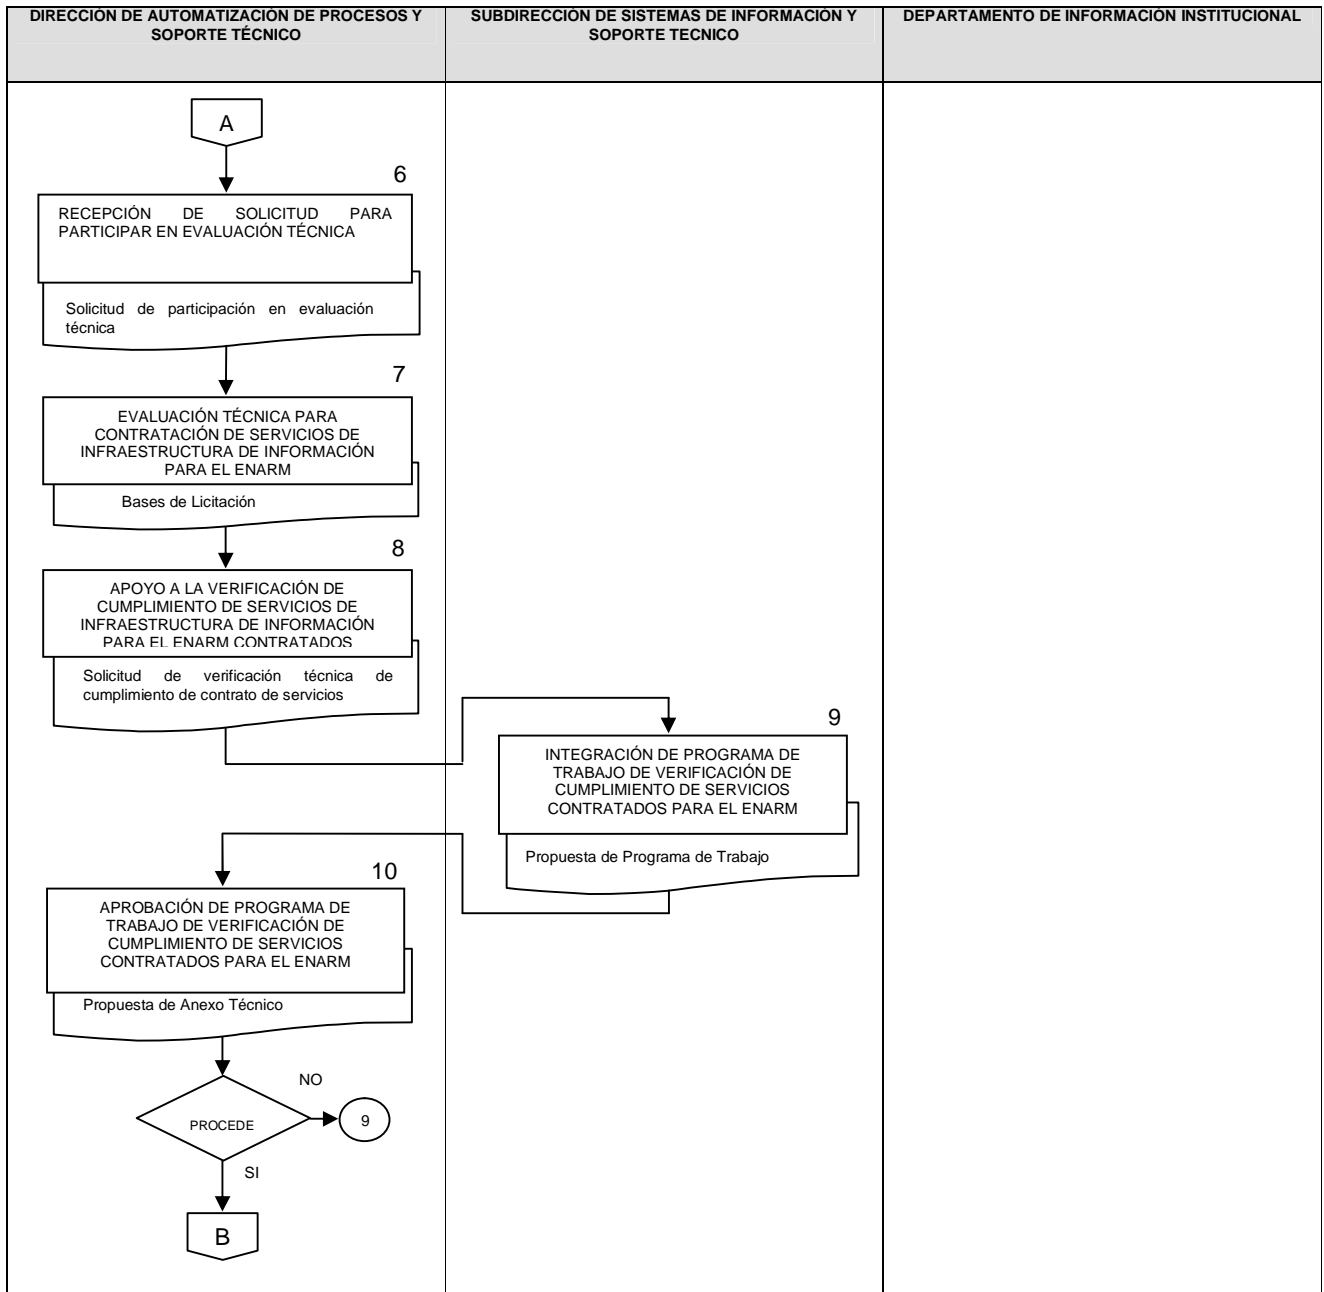 DIRECCIÓN DE AUTOMATIZACIÓN DE PROCESOS Y
SOPORTE TÉCNICO
SUBDIRECCIÓN DE SISTEMAS DE INFORMACIÓN Y
SOPORTE TECNICO
DEPARTAMENTO DE INFORMACIÓN INSTITUCIONAL
A
6
RECEPCIÓN DE SOLICITUD PARA
PARTICIPAR EN EVALUACIÓN TÉCNICA
Solicitud de participación en evaluación
técnica
7
EVALUACIÓN TÉCNICA PARA
CONTRATACIÓN DE SERVICIOS DE
INFRAESTRUCTURA DE INFORMACIÓN
PARA EL ENARM
Bases de Licitación
8
APOYO A LA VERIFICACIÓN DE
CUMPLIMIENTO DE SERVICIOS DE
INFRAESTRUCTURA DE INFORMACIÓN
PARA EL ENARM CONTRATADOS
Solicitud de verificación técnica de
cumplimiento de contrato de servicios
9
INTEGRACIÓN DE PROGRAMA DE
TRABAJO DE VERIFICACIÓN DE
CUMPLIMIENTO DE SERVICIOS
CONTRATADOS PARA EL ENARM
Propuesta de Programa de Trabajo
10
APROBACIÓN DE PROGRAMA DE
TRABAJO DE VERIFICACIÓN DE
CUMPLIMIENTO DE SERVICIOS
CONTRATADOS PARA EL ENARM
Propuesta de Anexo Técnico
NO
PROCEDE
9
SI
B